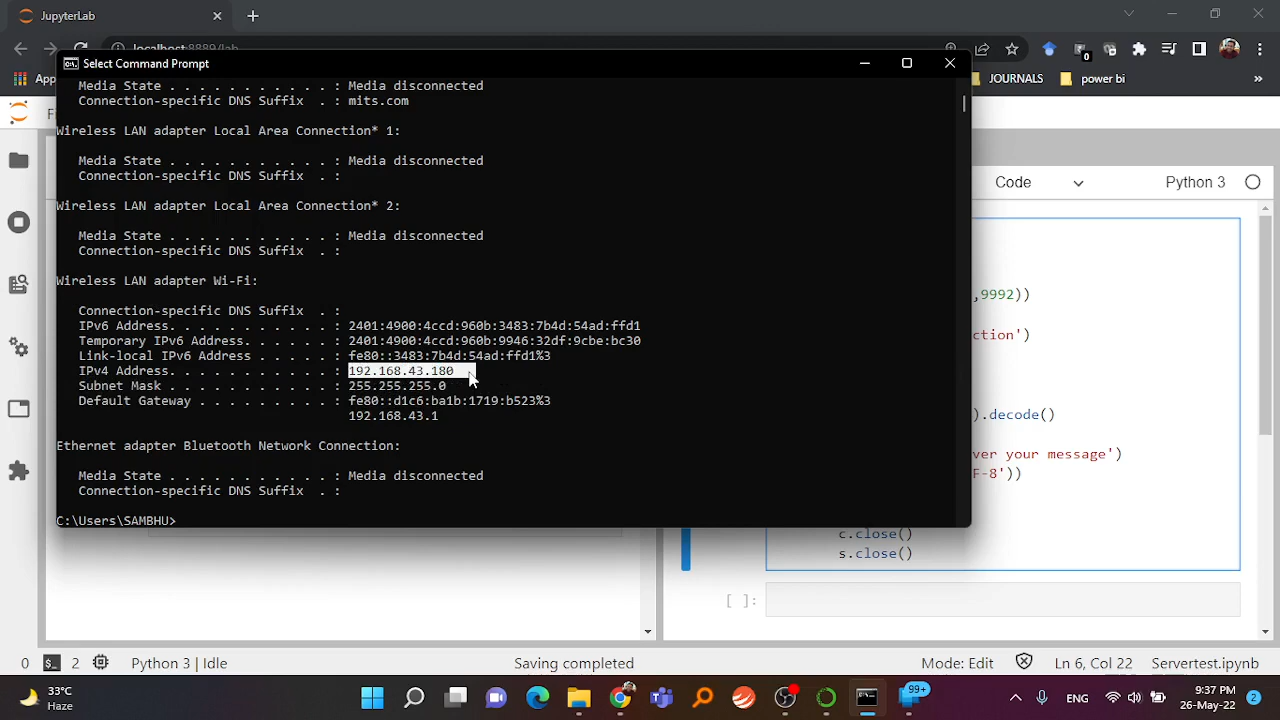 JupyterLab
localhost:8889/lab
0
App
JOURNALS
power bi
»
Select Command Prompt
Media State . . . . . . . . . . . : Media disconnected
Connection-specific DNS Suffix  . : mits.com
Wireless LAN adapter Local Area Connection* 1:
Media State . . . . . . . . . . . : Media disconnected
Connection-specific DNS Suffix  . :
Wireless LAN adapter Local Area Connection* 2:
Media State . . . . . . . . . . . : Media disconnected
Connection-specific DNS Suffix  . :
Wireless LAN adapter Wi-Fi:
Connection-specific DNS Suffix  . :
IPv6 Address. . . . . . . . . . . : 2401:4900:4ccd:960b:3483:7b4d:54ad:ffd1
Temporary IPv6 Address. . . . . . : 2401:4900:4ccd:960b:9946:32df:9cbe:bc30
Link-local IPv6 Address . . . . . : fe80::3483:7b4d:54ad:ffd1%3
IPv4 Address. . . . . . . . . . . : 192.168.43.180
Subnet Mask . . . . . . . . . . . : 255.255.255.0
Default Gateway . . . . . . . . . : fe80::d1c6:ba1b:1719:b523%3
192.168.43.1
Ethernet adapter Bluetooth Network Connection:
Media State . . . . . . . . . . . : Media disconnected
Connection-specific DNS Suffix  . :
C:\Users\SAMBHU>
F
Code
Python 3
,9992))
ction')
).decode()
ver your message')
F-8'))
c.close()
s.close()
[ ]:
0
2
Python 3 | Idle
Saving completed
Mode: Edit
Ln 6, Col 22
Servertest.ipynb
33°C
Haze
99+
ENG
9:37 PM
26-May-22
2